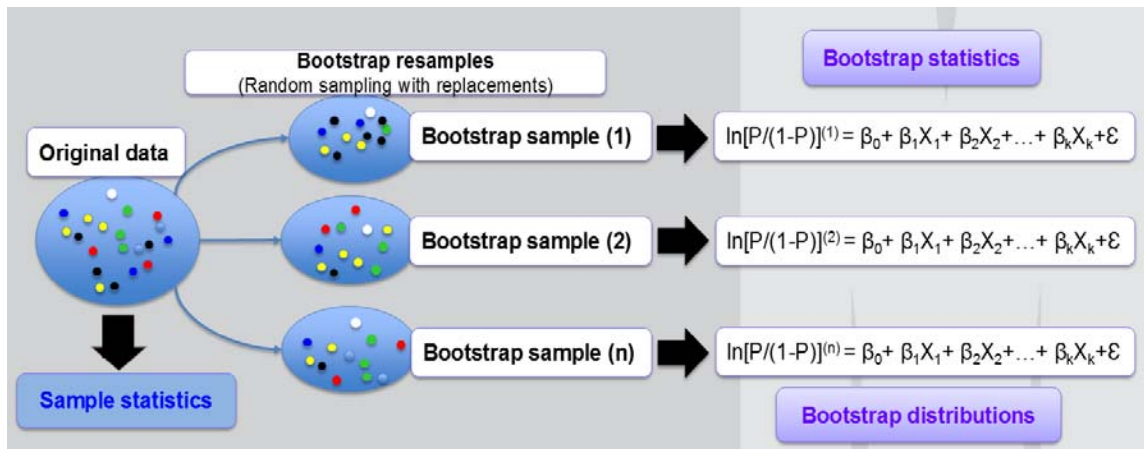 Bootstrap resamples
(Random sampling with replacements)
Bootstrap statistics
Original data
Bootstrap sample (1)
ln[P/(1-P)]⁽¹⁾ = β₀+ β₁X₁+ β₂X₂+…+ βₖXₖ+Ɛ
Bootstrap sample (2)
ln[P/(1-P)]⁽²⁾ = β₀+ β₁X₁+ β₂X₂+…+ βₖXₖ+Ɛ
Bootstrap sample (n)
ln[P/(1-P)]⁽ⁿ⁾ = β₀+ β₁X₁+ β₂X₂+…+ βₖXₖ+Ɛ
Sample statistics
Bootstrap distributions